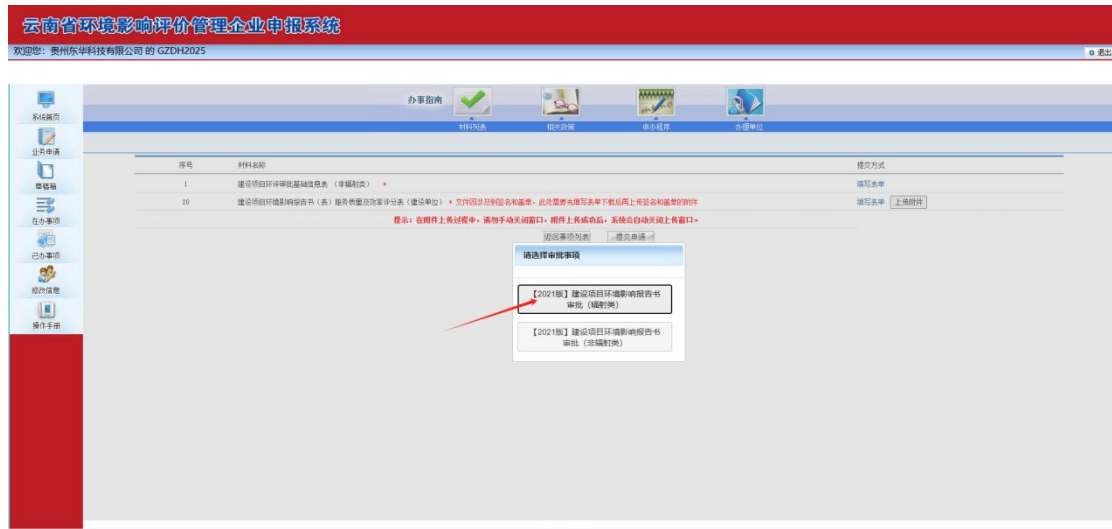 云南省环境影响评价管理企业申报系统
欢迎您：贵州东华科技有限公司 的 GZDH2025
退出
办事指南
材料列表
相关政策
申办程序
办理单位
系统首页
业务申请
草稿箱
在办事项
已办事项
修改信息
操作手册
序号 材料名称 提交方式
1 建设项目环评审批基础信息表 （非辐射类） * 填写表单
20 建设项目环境影响报告书（表）服务质量及效率评分表（建设单位） * 文件因涉及到签名和盖章，此处需要先填写表单下载后再上传签名和盖章的附件 填写表单 上传附件
提示：在附件上传过程中，请勿手动关闭窗口，附件上传成功后，系统会自动关闭上传窗口。
返回事项列表 提交申请
请选择审批事项
【2021版】建设项目环境影响报告书
审批（辐射类）
【2021版】建设项目环境影响报告书
审批（非辐射类）